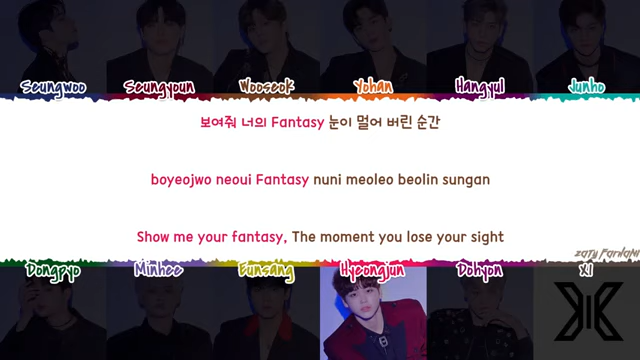 Seungwoo Seungyoun Wooseok Yohan Hangyul Junho
보여줘 너의 Fantasy 눈이 멀어 버린 순간
boyeojwo neoui Fantasy nuni meoleo beolin sungan
Show me your fantasy, The moment you lose your sight
ZATY FARHANI
Dongpyo Minhee Eunsang Hyeongjun Dohyon X1